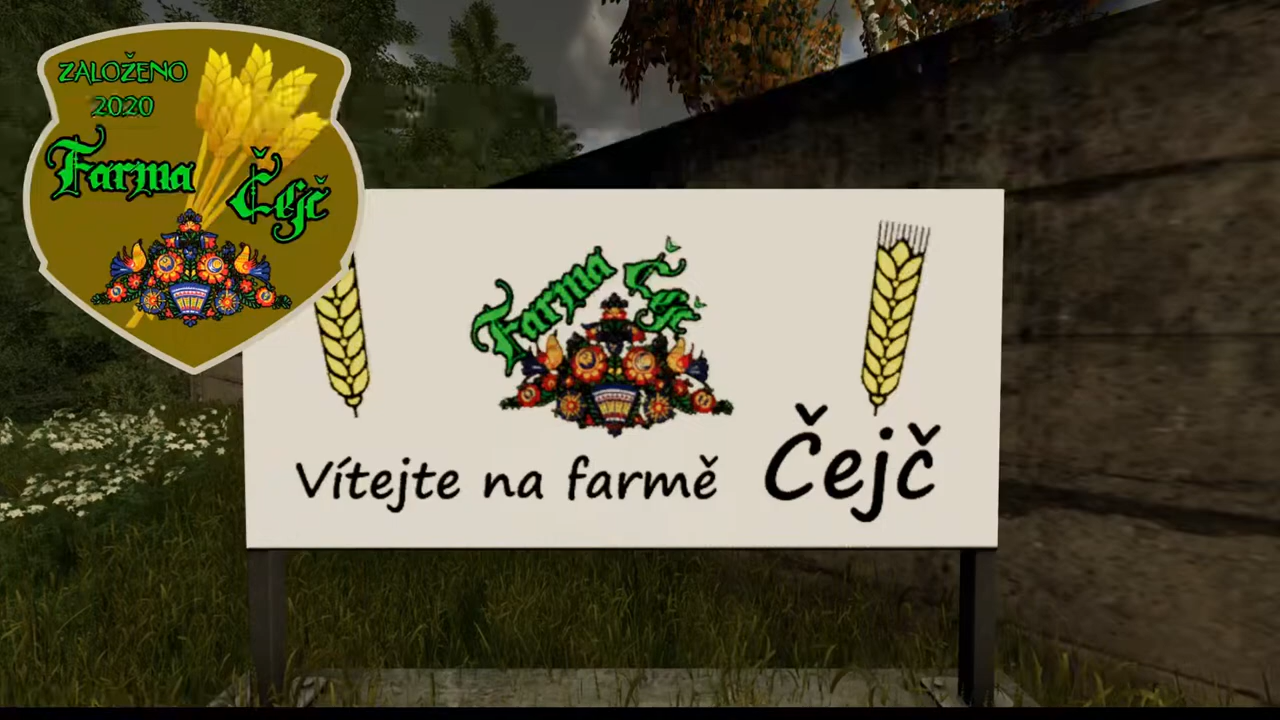 ZALOŽENO
2020
Farma
Čejč
Farma Čejč
Vítejte na farmě Čejč